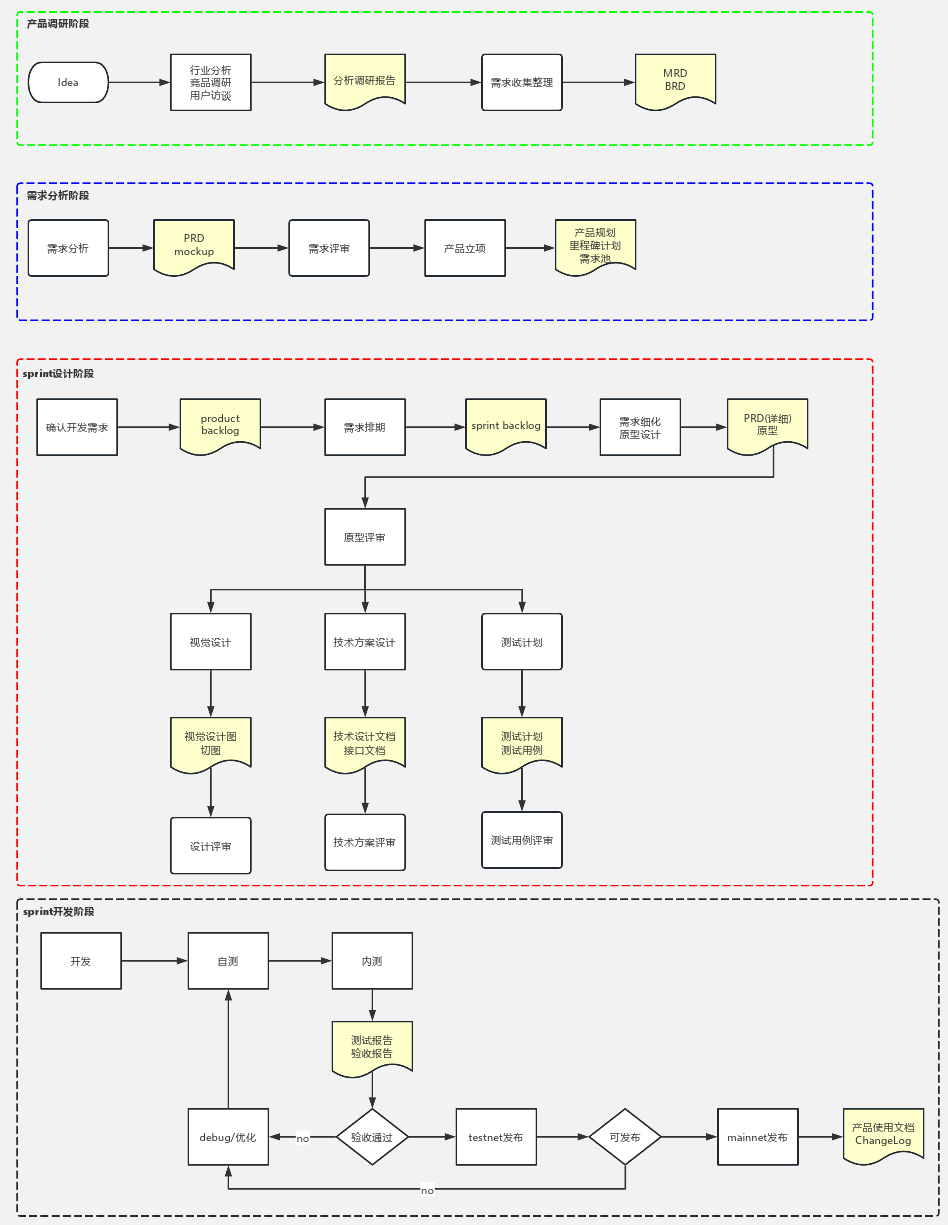 产品调研阶段
Idea
行业分析
竞品调研
用户访谈
分析调研报告
需求收集整理
MRD
BRD
需求分析阶段
需求分析
PRD
mockup
需求评审
产品立项
产品规划
里程碑计划
需求池
sprint设计阶段
确认开发需求
product
backlog
需求排期
sprint backlog
需求细化
原型设计
PRD(详细)
原型
原型评审
视觉设计
技术方案设计
测试计划
视觉设计图
切图
技术设计文档
接口文档
测试计划
测试用例
设计评审
技术方案评审
测试用例评审
sprint开发阶段
开发
自测
内测
测试报告
验收报告
debug/优化
no
验收通过
testnet发布
可发布
mainnet发布
产品使用文档
ChangeLog
no